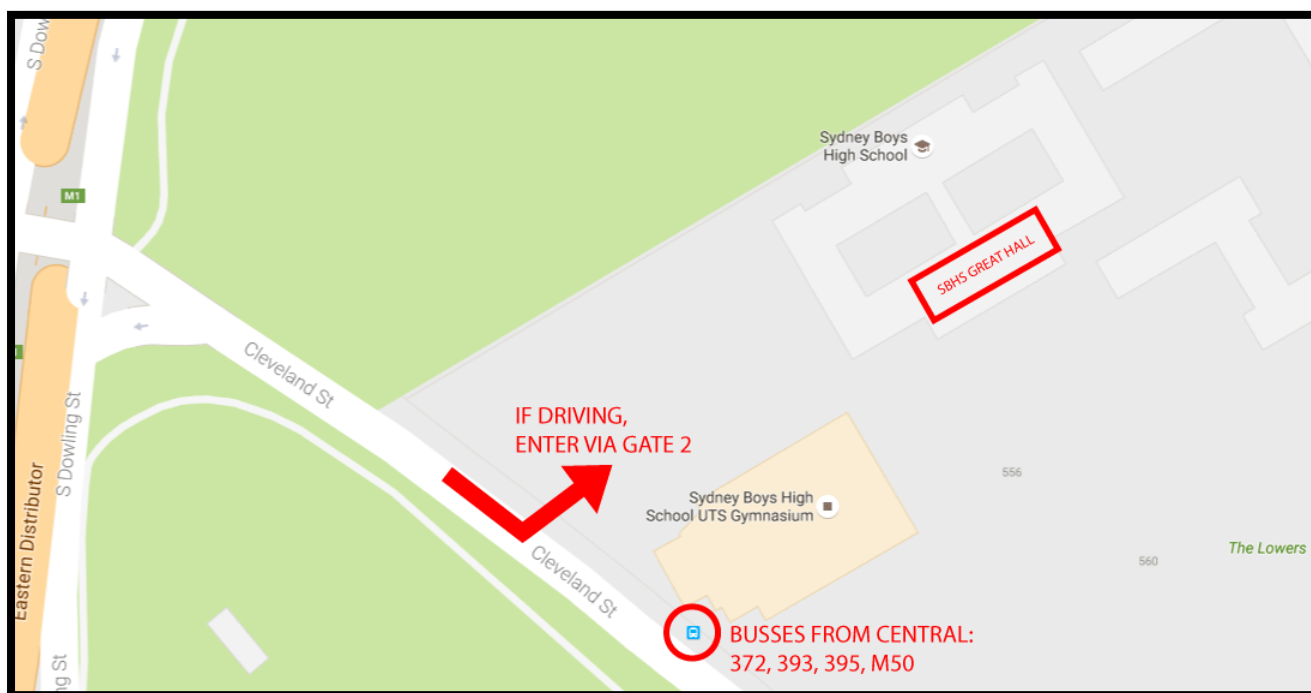 S Dow
M1
Sydney Boys
High School
SBHS GREAT HALL
Cleveland St
IF DRIVING,
ENTER VIA GATE 2
S Dowling St
Eastern Distributor
556
Sydney Boys High
School UTS Gymnasium
The Lowers
560
Cleveland St
BUSSES FROM CENTRAL:
372, 393, 395, M50
ng St